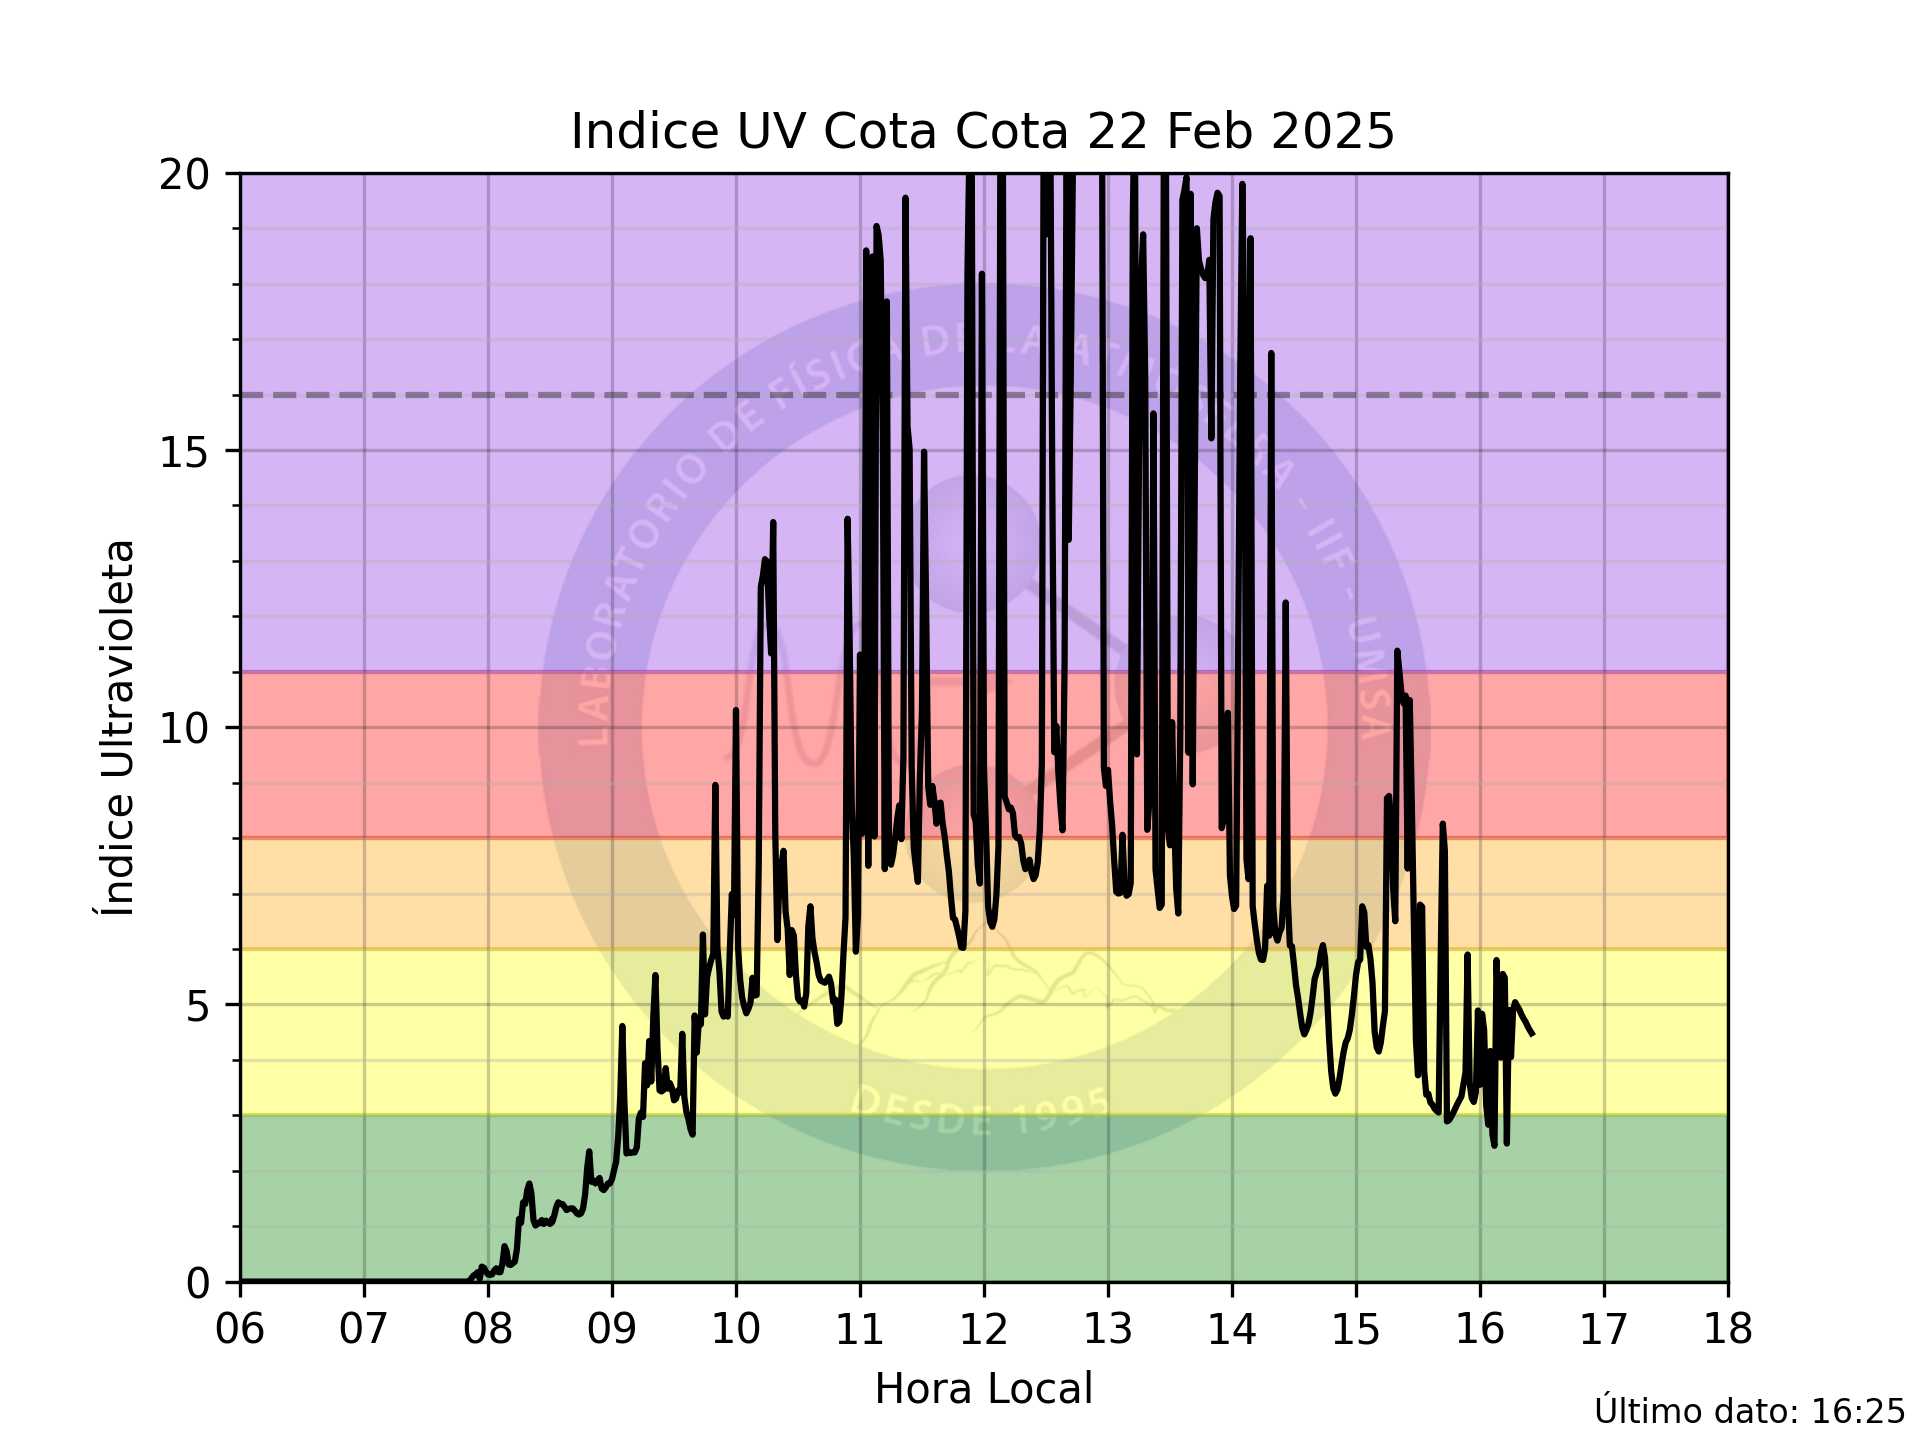 Indice UV Cota Cota 22 Feb 2025
20
15
10
5
0
Índice Ultravioleta
LABORATORIO DE FÍSICA DE LA ATMÓSFERA - IIF - UMSA
DESDE 1995
06 07 08 09 10 11 12 13 14 15 16 17 18
Hora Local
Último dato: 16:25